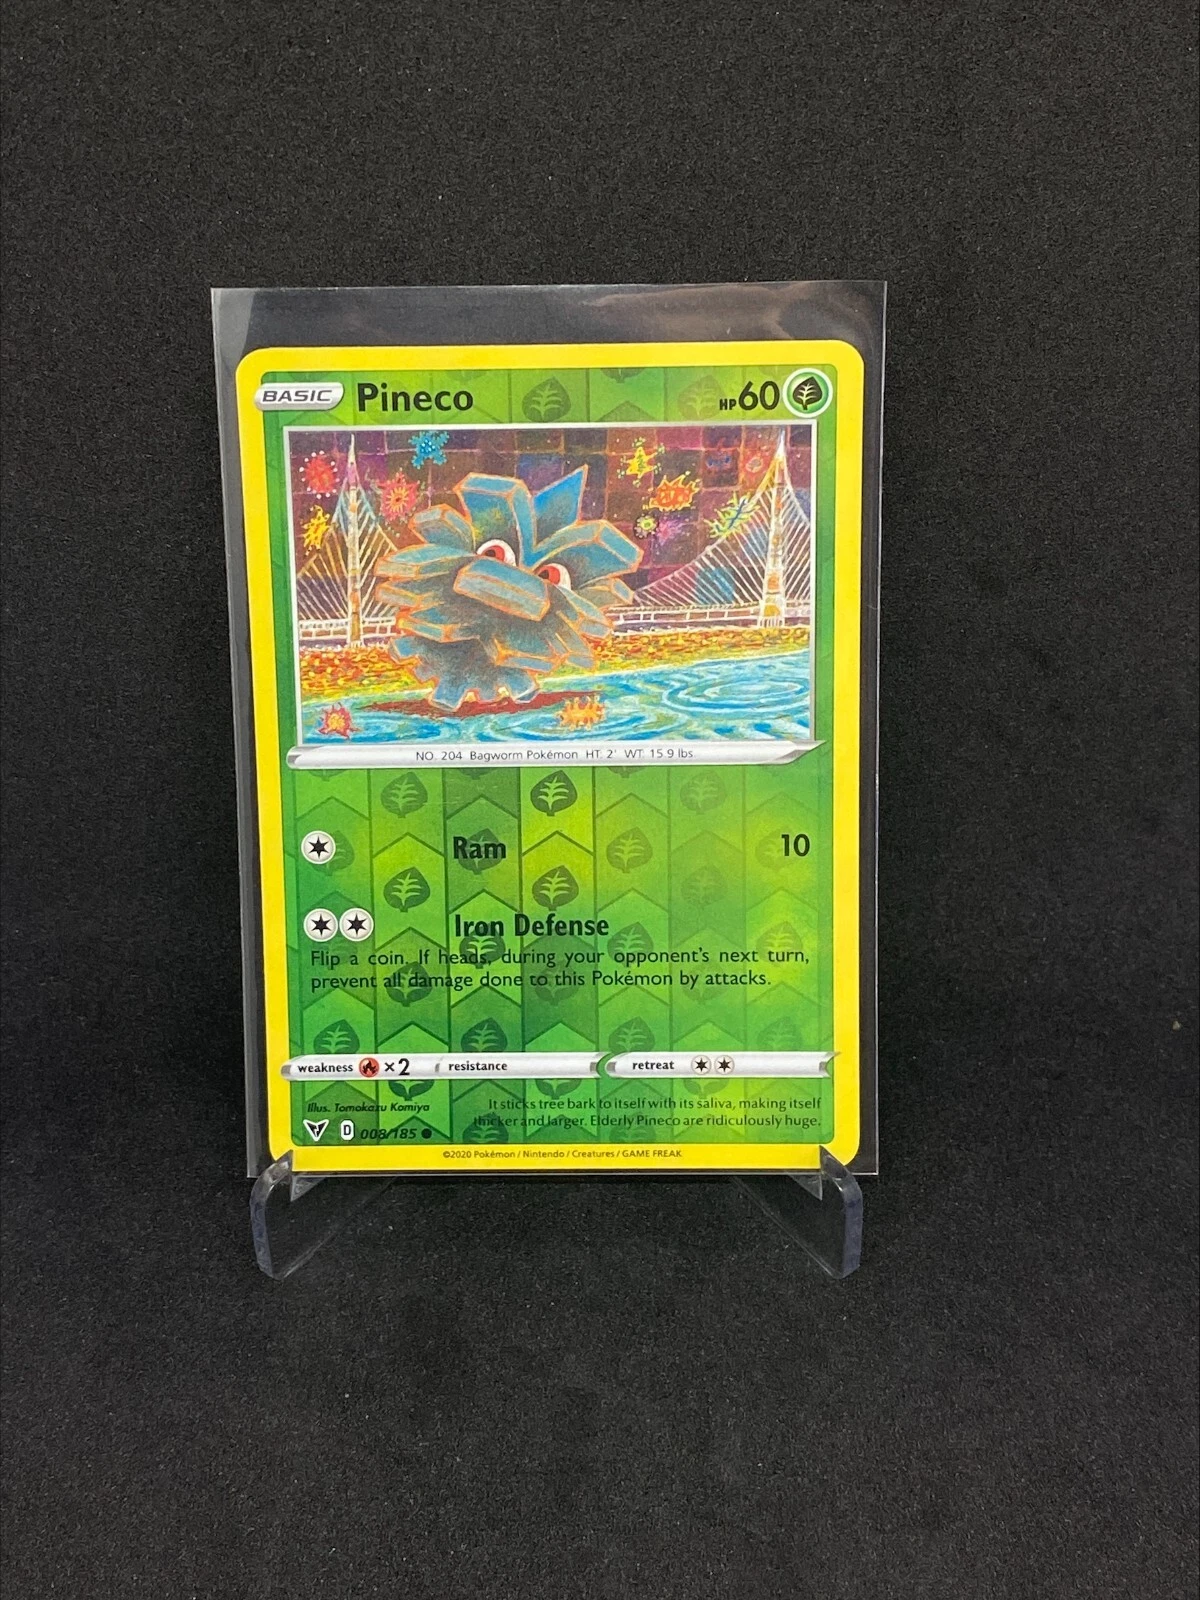 BASIC Pineco HP 60
NO. 204 Bagworm Pokémon HT: 2' WT: 15.9 lbs.
Ram 10
Iron Defense
Flip a coin. If heads, during your opponent's next turn,
prevent all damage done to this Pokémon by attacks.
weakness ×2 resistance retreat
Illus. Tomokazu Komiya
It sticks tree bark to itself with its saliva, making itself
thicker and larger. Elderly Pineco are ridiculously huge.
D 008/185
©2020 Pokémon / Nintendo / Creatures / GAME FREAK